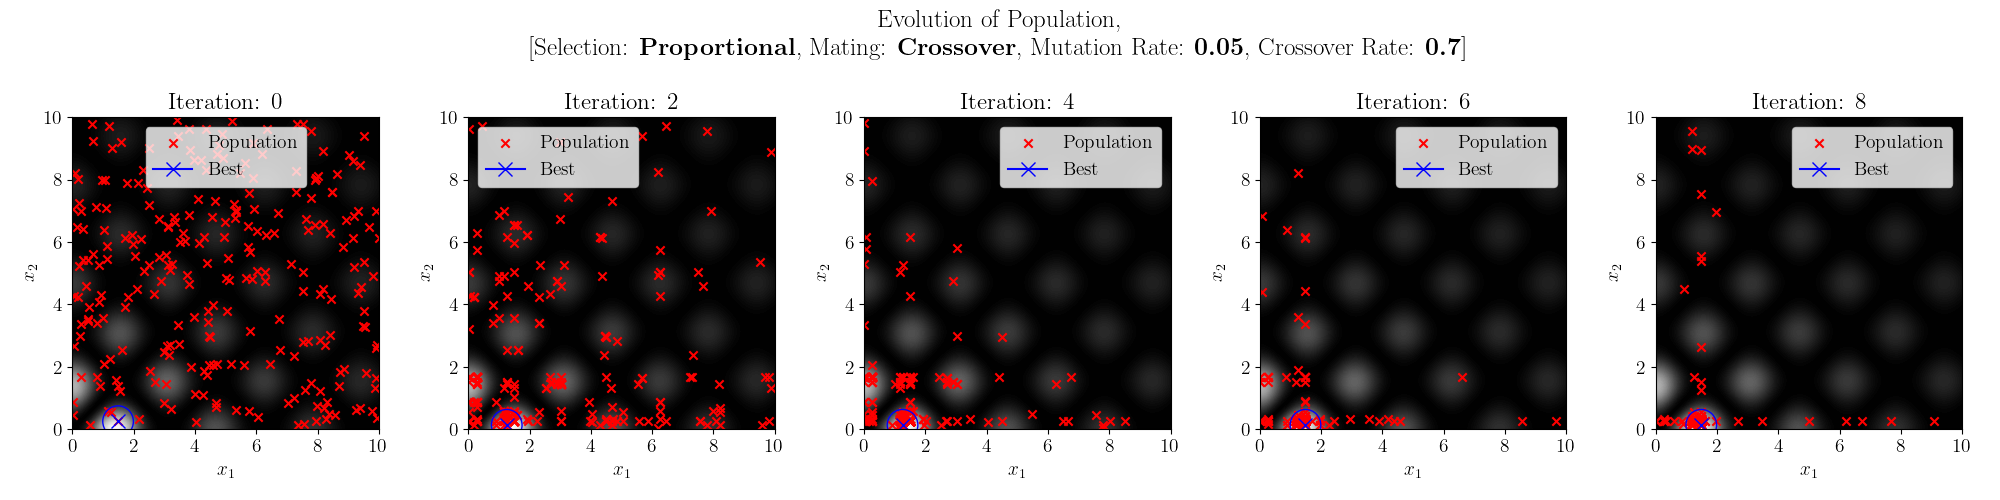 Evolution of Population,
[Selection: Proportional, Mating: Crossover, Mutation Rate: 0.05, Crossover Rate: 0.7]
Iteration: 0
10
8
6
4
2
0
x2
0 2 4 6 8 10
x1
Population
Best
Iteration: 2
10
8
6
4
2
0
x2
0 2 4 6 8 10
x1
Population
Best
Iteration: 4
10
8
6
4
2
0
x2
0 2 4 6 8 10
x1
Population
Best
Iteration: 6
10
8
6
4
2
0
x2
0 2 4 6 8 10
x1
Population
Best
Iteration: 8
10
8
6
4
2
0
x2
0 2 4 6 8 10
x1
Population
Best